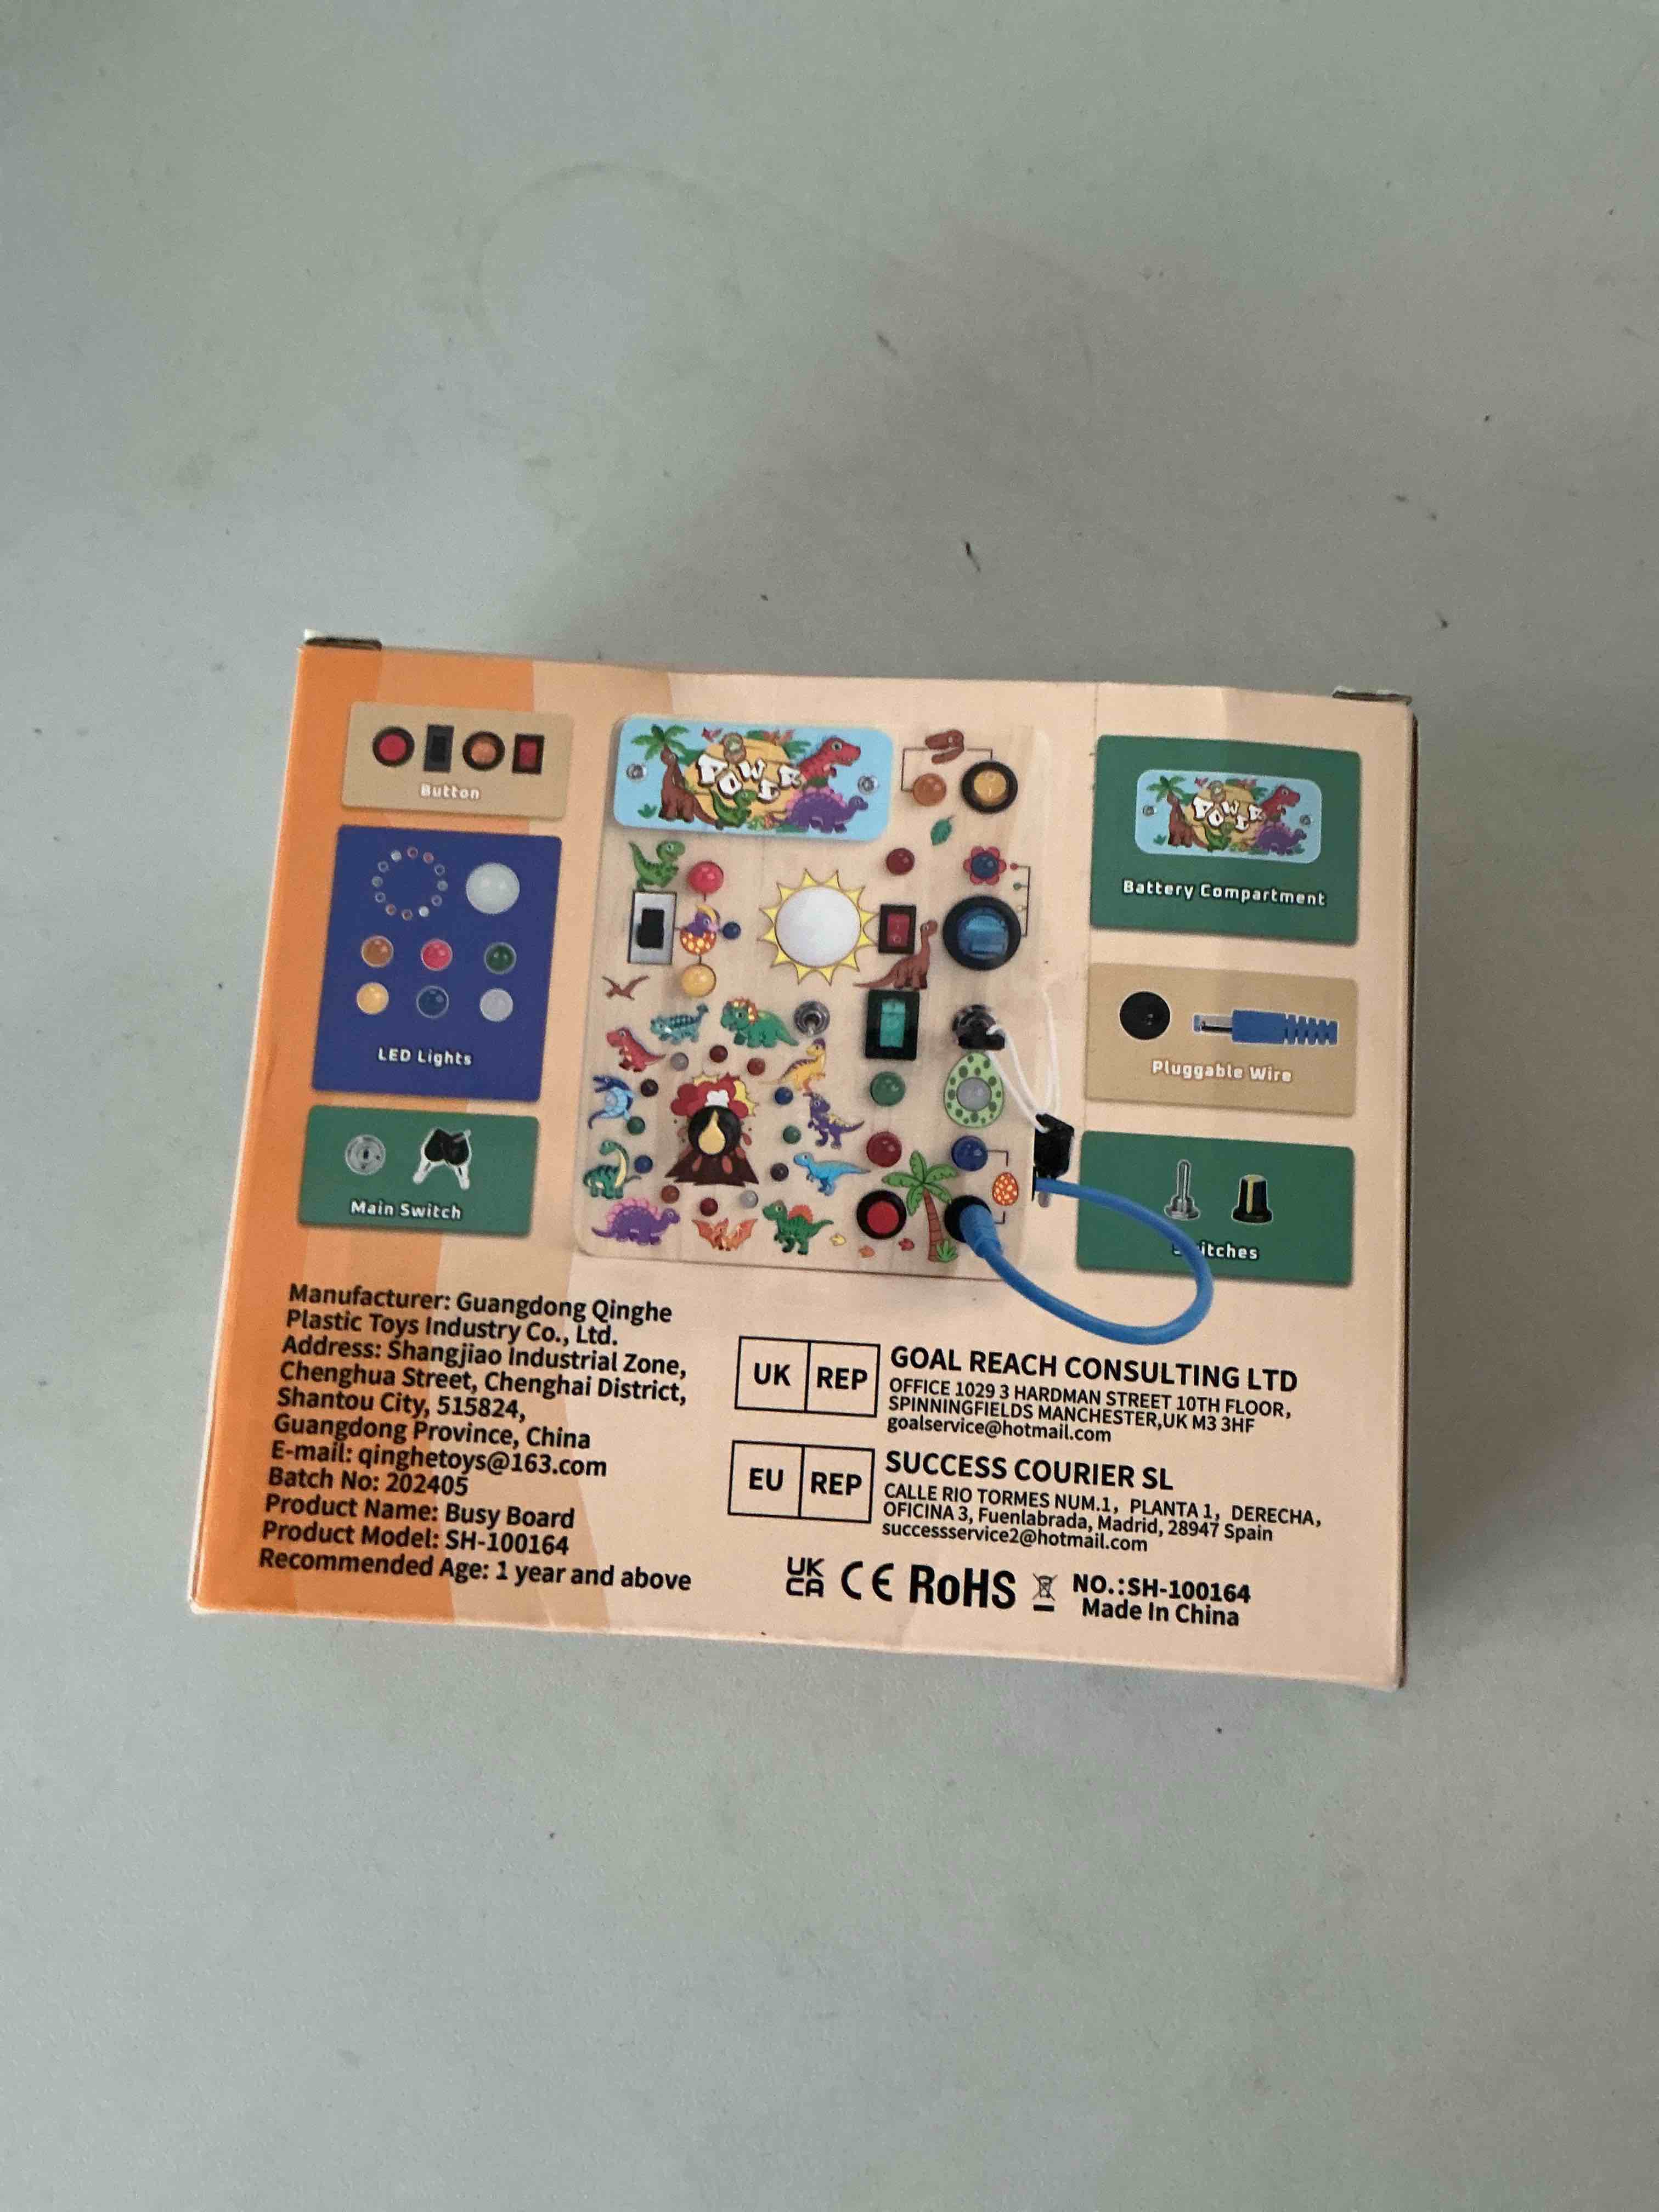 Button
LED Lights
Main Switch
POWER
POWER
Battery Compartment
Pluggable Wire
Manufacturer: Guangdong Qinghe
Plastic Toys Industry Co., Ltd.
Address: Shangjiao Industrial Zone,
Chenghua Street, Chenghai District,
Shantou City, 515824,
Guangdong Province, China
E-mail: qinghetoys@163.com
Batch No: 202405
Product Name: Busy Board
Product Model: SH-100164
Recommended Age: 1 year and above
UK REP
GOAL REACH CONSULTING LTD
OFFICE 1029 3 HARDMAN STREET 10TH FLOOR,
SPINNINGFIELDS MANCHESTER,UK M3 3HF
goalservice@hotmail.com
EU REP
SUCCESS COURIER SL
CALLE RIO TORMES NUM.1, PLANTA 1, DERECHA,
OFICINA 3, Fuenlabrada, Madrid, 28947 Spain
successservice2@hotmail.com
UK
CA CE RoHS NO.:SH-100164
Made In China